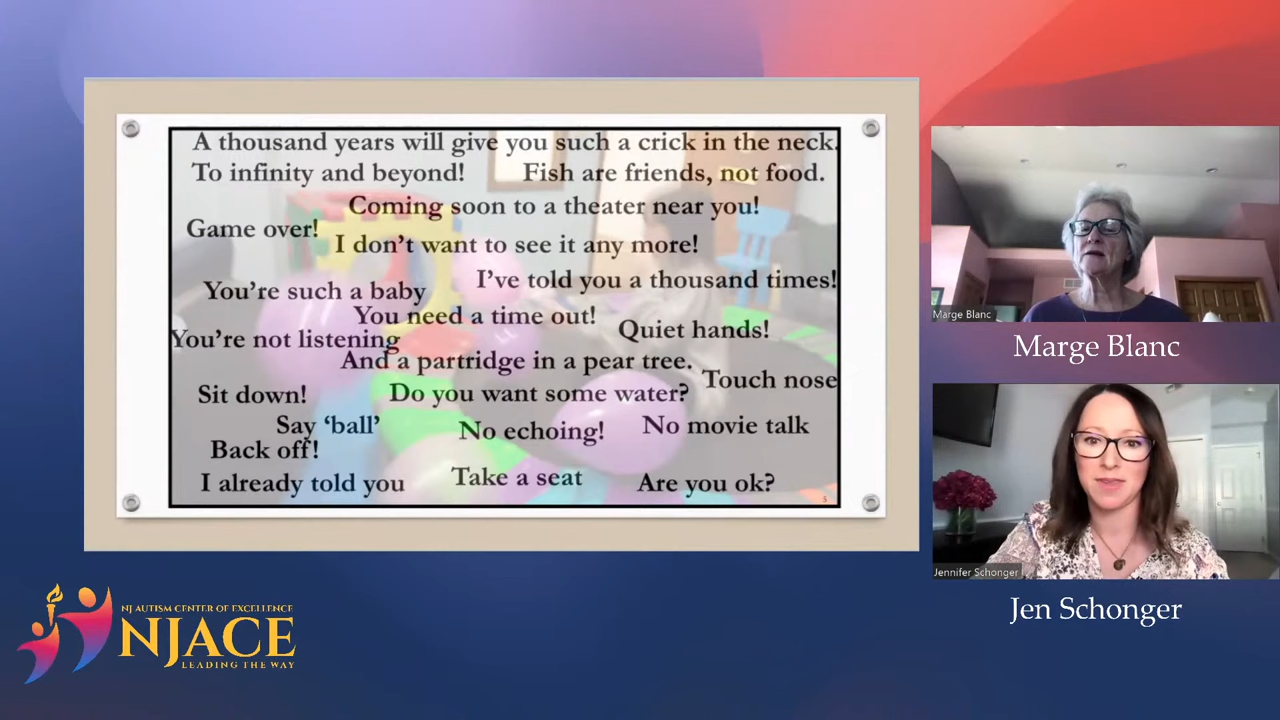 A thousand years will give you such a crick in the neck.
To infinity and beyond!
Fish are friends, not food.
Coming soon to a theater near you!
Game over!
I don't want to see it any more!
I've told you a thousand times!
You're such a baby
You need a time out!
Quiet hands!
You're not listening
And a partridge in a pear tree.
Touch nose
Sit down!
Do you want some water?
Say ‘ball’
No echoing!
No movie talk
Back off!
I already told you
Take a seat
Are you ok?
5
Marge Blanc
Marge Blanc
Jennifer Schonger
Jen Schonger
NJ AUTISM CENTER OF EXCELLENCE
NJACE
LEADING THE WAY